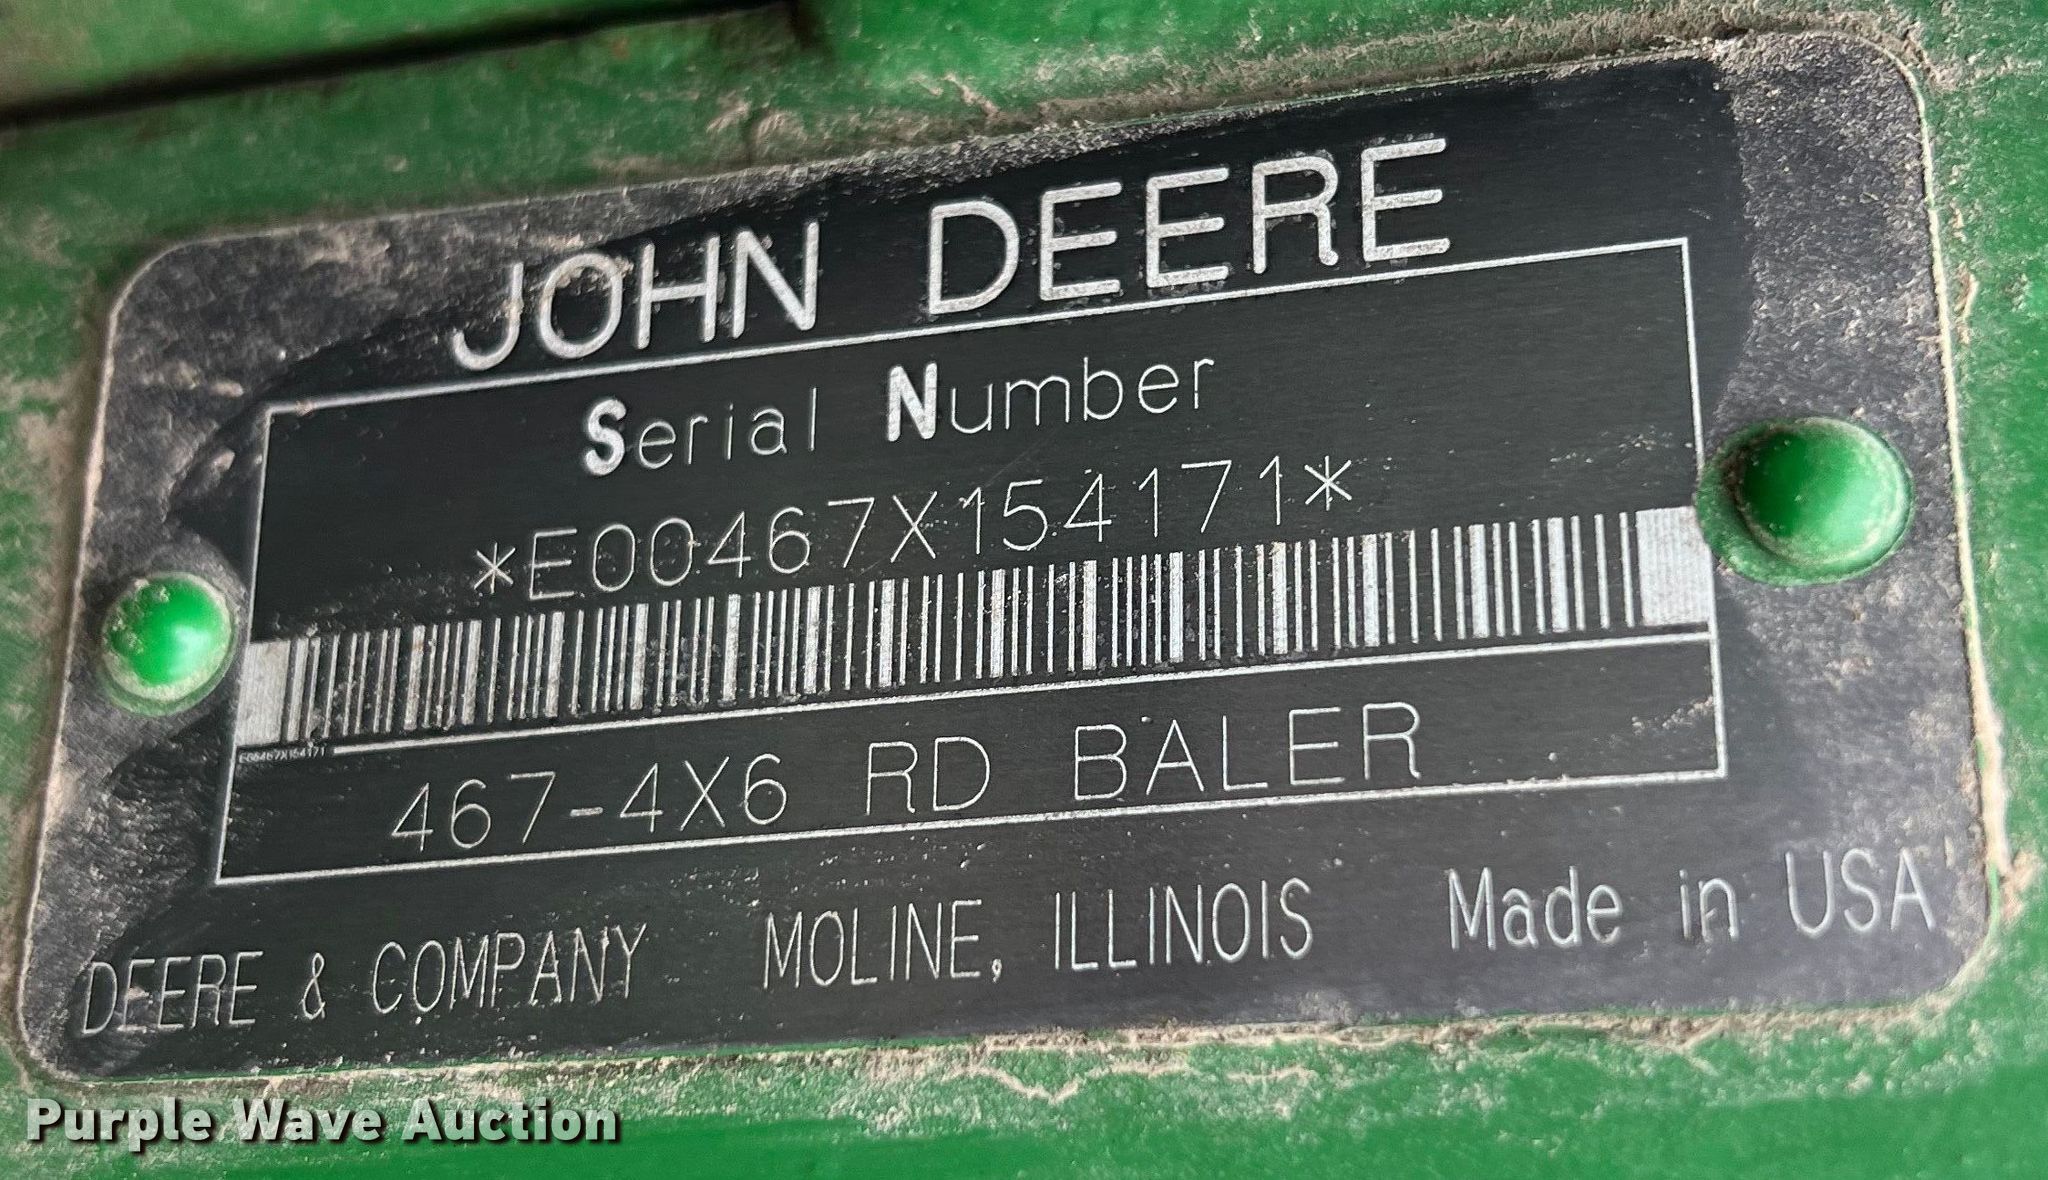 JOHN DEERE
Serial Number
*E00467X154171*
E00467X154171
467-4X6 RD BALER
DEERE & COMPANY MOLINE, ILLINOIS Made in USA
Purple Wave Auction